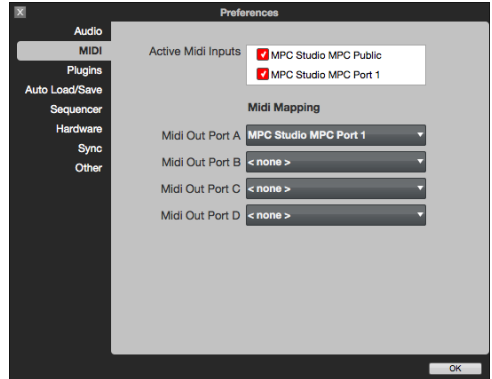 X
Preferences
Audio
MIDI
Plugins
Auto Load/Save
Sequencer
Hardware
Sync
Other
Active Midi Inputs
MPC Studio MPC Public
MPC Studio MPC Port 1
Midi Mapping
Midi Out Port A MPC Studio MPC Port 1
Midi Out Port B < none >
Midi Out Port C < none >
Midi Out Port D < none >
OK